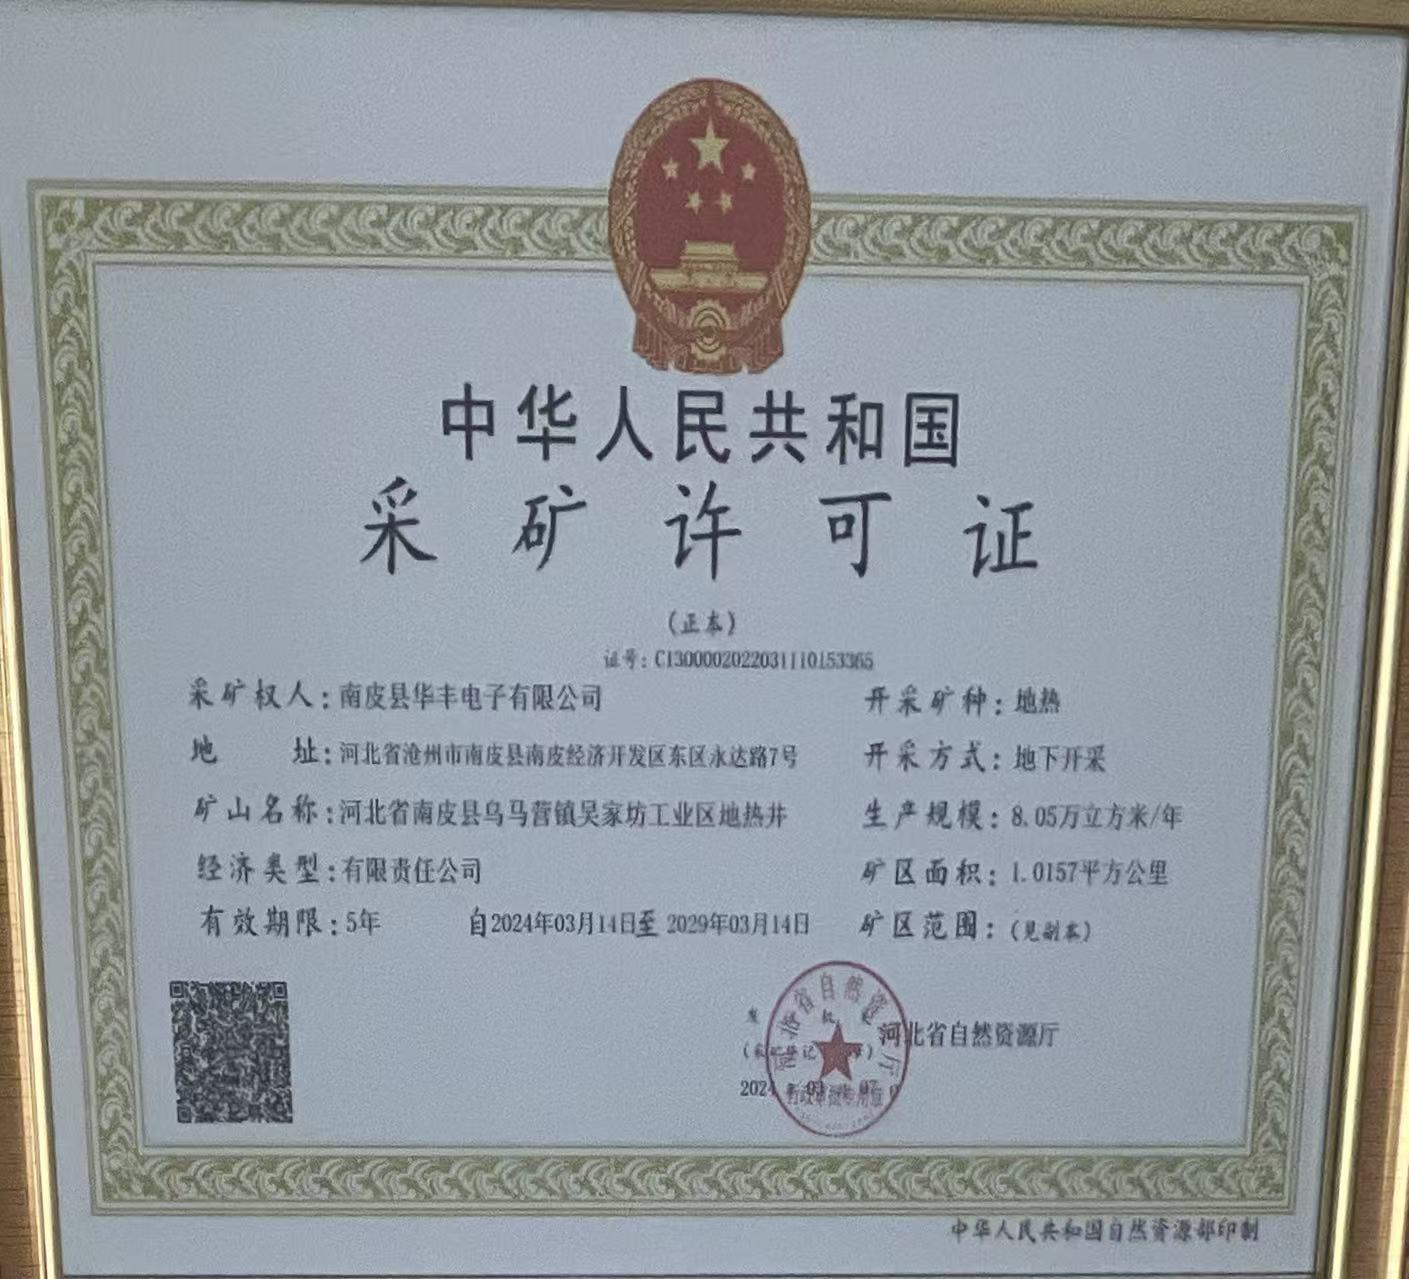 中华人民共和国
采矿许可证
(正本)
证号：C1300002022031110153365
采矿权人：南皮县华丰电子有限公司
开采矿种：地热
地 址：河北省沧州市南皮县南皮经济开发区东区永达路7号
开采方式：地下开采
矿山名称：河北省南皮县乌马营镇吴家坊工业区地热井
生产规模：8.05万立方米/年
经济类型：有限责任公司
矿区面积：1.0157平方公里
有效期限：5年 自2024年03月14日至 2029年03月14日
矿区范围：(见副本)
河北省自然资源厅
2024
中华人民共和国自然资源部印制